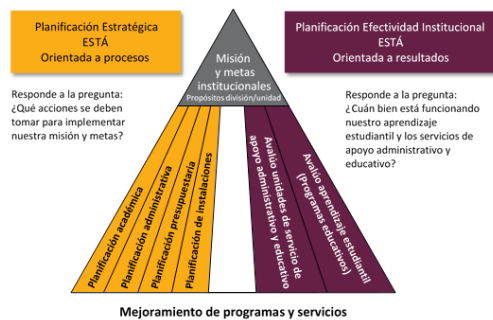 Planificación Estratégica
ESTÁ
Orientada a procesos
Responde a la pregunta:
¿Qué acciones se deben
tomar para implementar
nuestra misión y metas?
Misión
y metas
institucionales
Propósitos división/unidad
Planificación Efectividad Institucional
ESTÁ
Orientada a resultados
Responde a la pregunta:
¿Cuán bien está funcionando
nuestro aprendizaje
estudiantil y los servicios de
apoyo administrativo y
educativo?
Planificación académica
Planificación administrativa
Planificación presupuestaria
Planificación de instalaciones
Avalúo unidades de servicio de
apoyo administrativo y educativo
Avalúo aprendizaje estudiantil
(Programas educativos)
Mejoramiento de programas y servicios